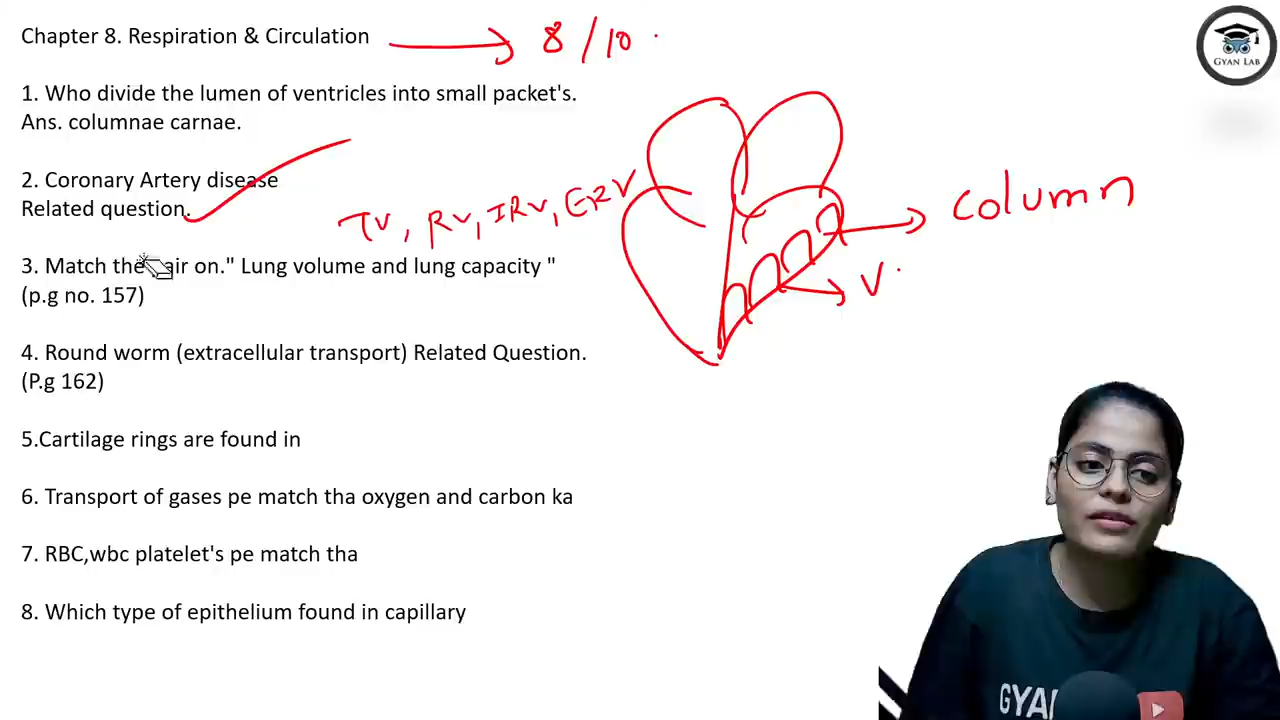 Chapter 8. Respiration & Circulation
8 / 10
GYAN LAB
1. Who divide the lumen of ventricles into small packet's.
Ans. columnae carnae.
2. Coronary Artery disease
Related question.
TV, RV, IRV, ERV
column
V
3. Match the air on." Lung volume and lung capacity "
(p.g no. 157)
4. Round worm (extracellular transport) Related Question.
(P.g 162)
5.Cartilage rings are found in
6. Transport of gases pe match tha oxygen and carbon ka
7. RBC,wbc platelet's pe match tha
8. Which type of epithelium found in capillary
GYAN